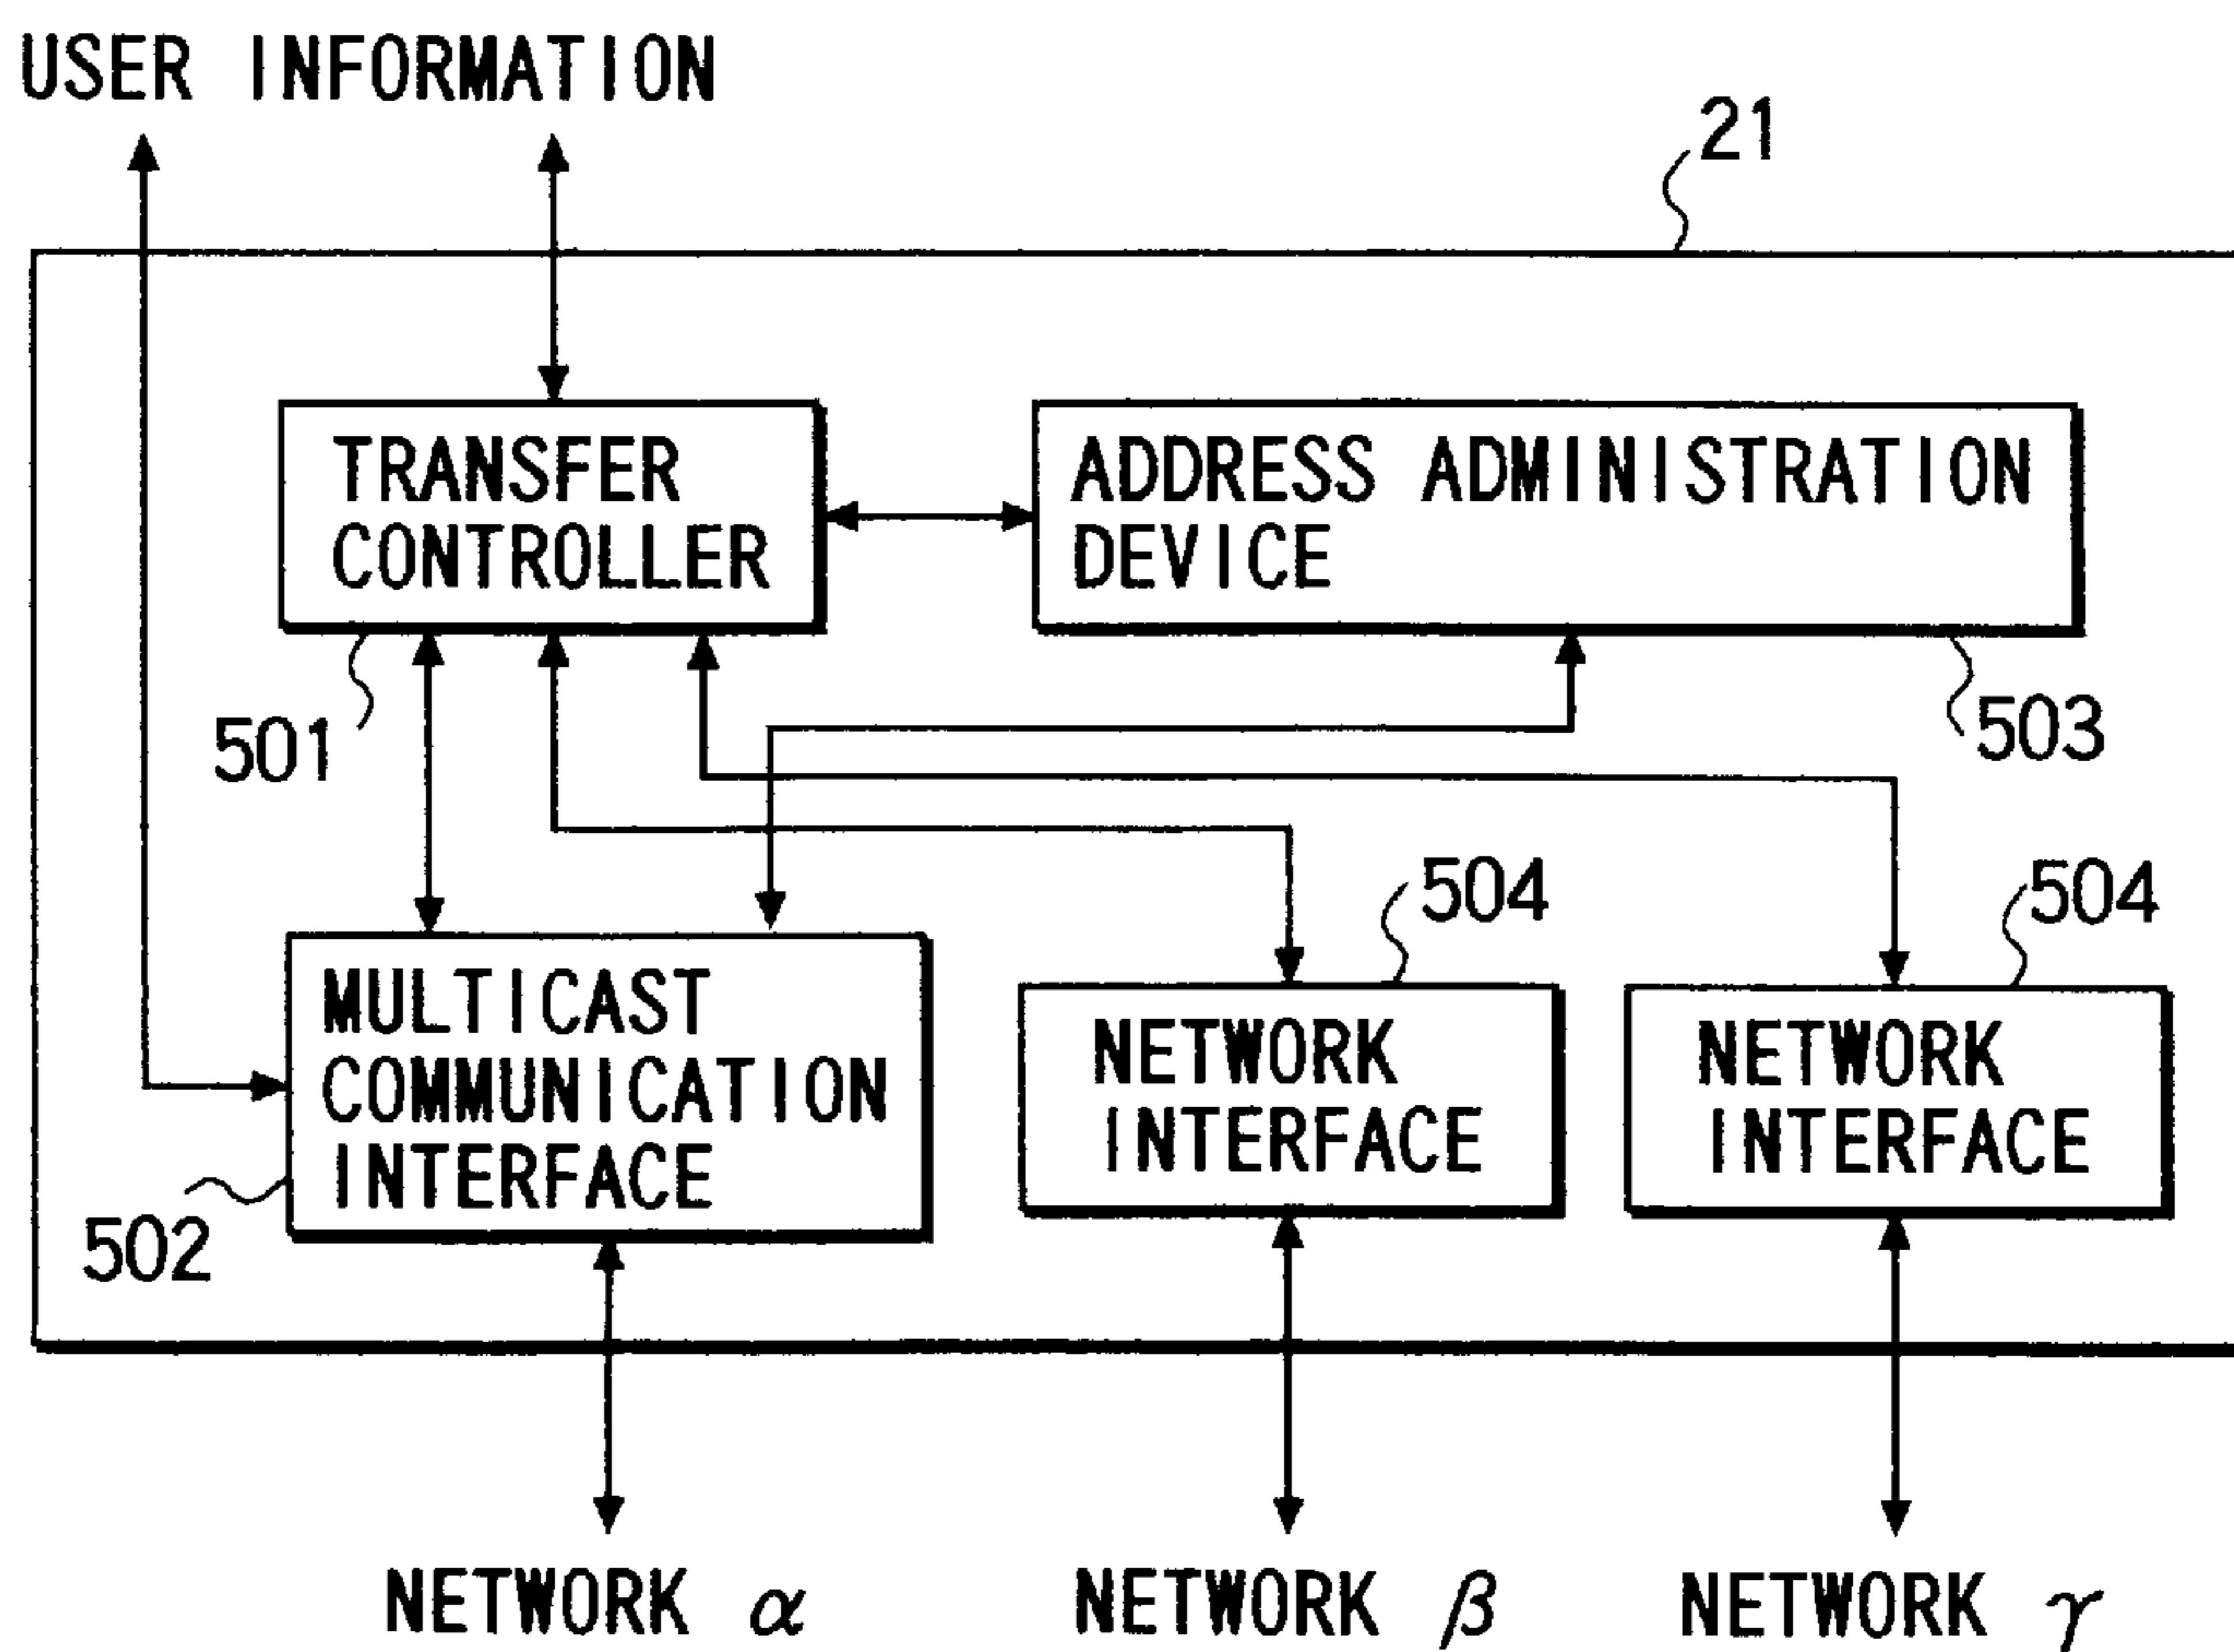 USER INFORMATION
21
TRANSFER
CONTROLLER
ADDRESS ADMINISTRATION
DEVICE
501
503
504
504
MULTICAST
COMMUNICATION
INTERFACE
NETWORK
INTERFACE
NETWORK
INTERFACE
502
NETWORK α
NETWORK β
NETWORK γ